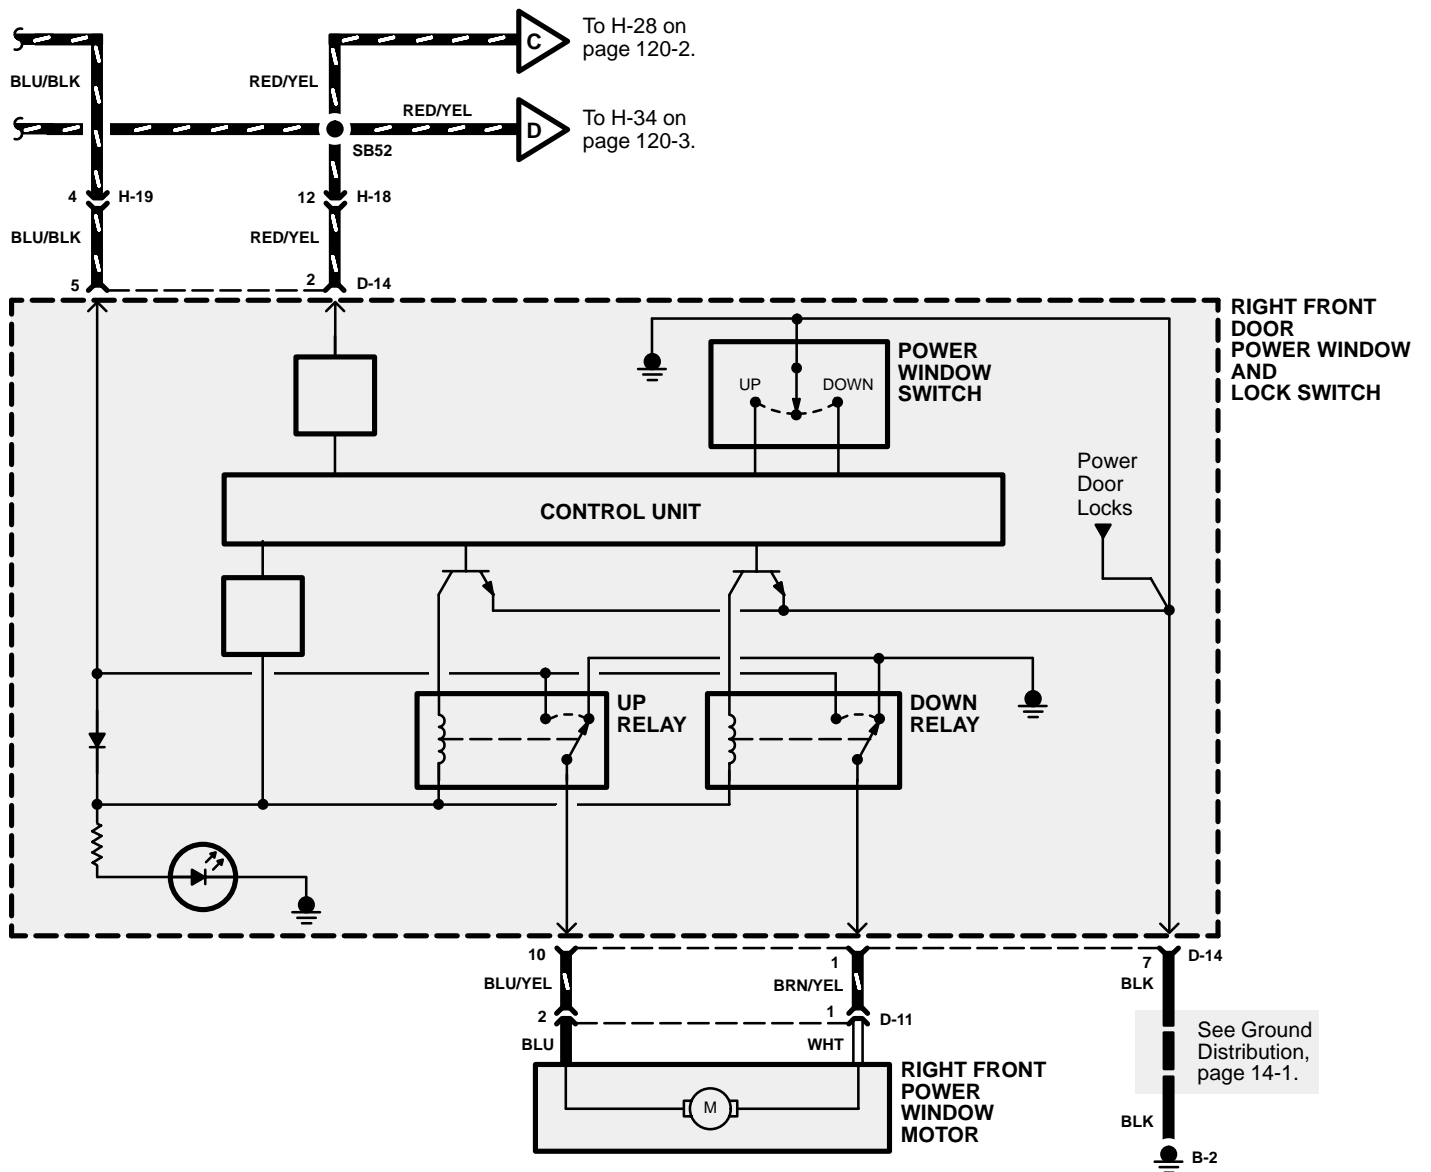 C
To H-28 on
page 120-2.
BLU/BLK
RED/YEL
RED/YEL
D
To H-34 on
page 120-3.
SB52
4
H-19
12
H-18
BLU/BLK
RED/YEL
5
2
D-14
RIGHT FRONT
DOOR
POWER WINDOW
AND
LOCK SWITCH
POWER
WINDOW
SWITCH
UP
DOWN
Power
Door
Locks
CONTROL UNIT
UP
RELAY
DOWN
RELAY
10
1
7
D-14
BLU/YEL
BRN/YEL
BLK
2
1
D-11
BLU
WHT
See Ground
Distribution,
page 14-1.
RIGHT FRONT
POWER
WINDOW
MOTOR
M
BLK
B-2